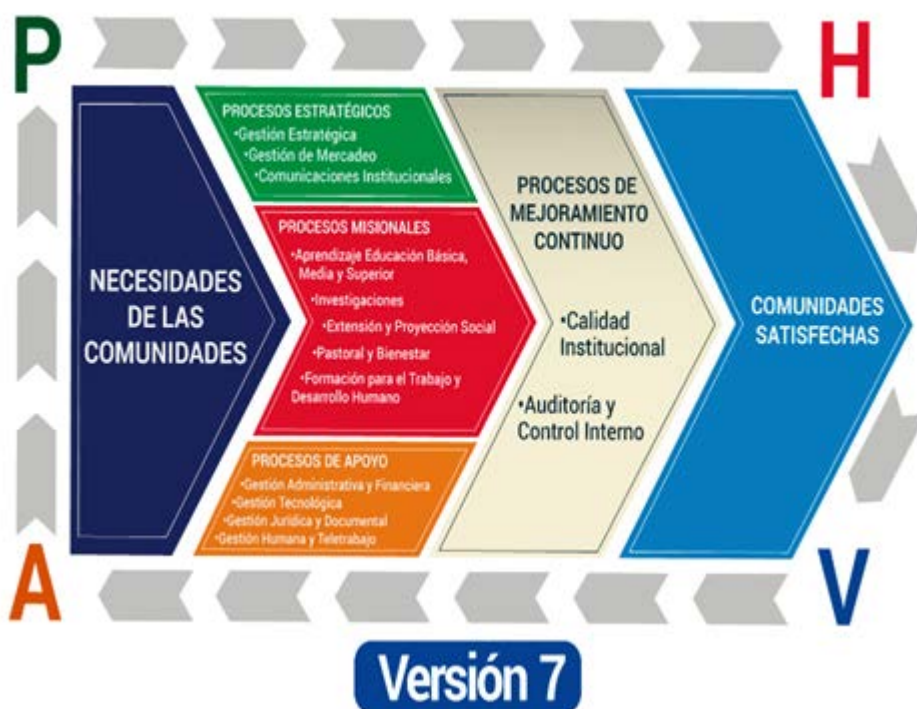 P
H
NECESIDADES
DE LAS
COMUNIDADES
PROCESOS ESTRATÉGICOS
•Gestión Estratégica
•Gestión de Mercadeo
•Comunicaciones Institucionales
PROCESOS MISIONALES
•Aprendizaje Educación Básica,
Media y Superior
•Investigaciones
•Extensión y Proyección Social
•Pastoral y Bienestar
•Formación para el Trabajo y
Desarrollo Humano
PROCESOS DE APOYO
•Gestión Administrativa y Financiera
•Gestión Tecnológica
•Gestión Jurídica y Documental
•Gestión Humana y Teletrabajo
PROCESOS DE
MEJORAMIENTO
CONTINUO
•Calidad
Institucional
•Auditoría y
Control Interno
COMUNIDADES
SATISFECHAS
A
V
Versión 7